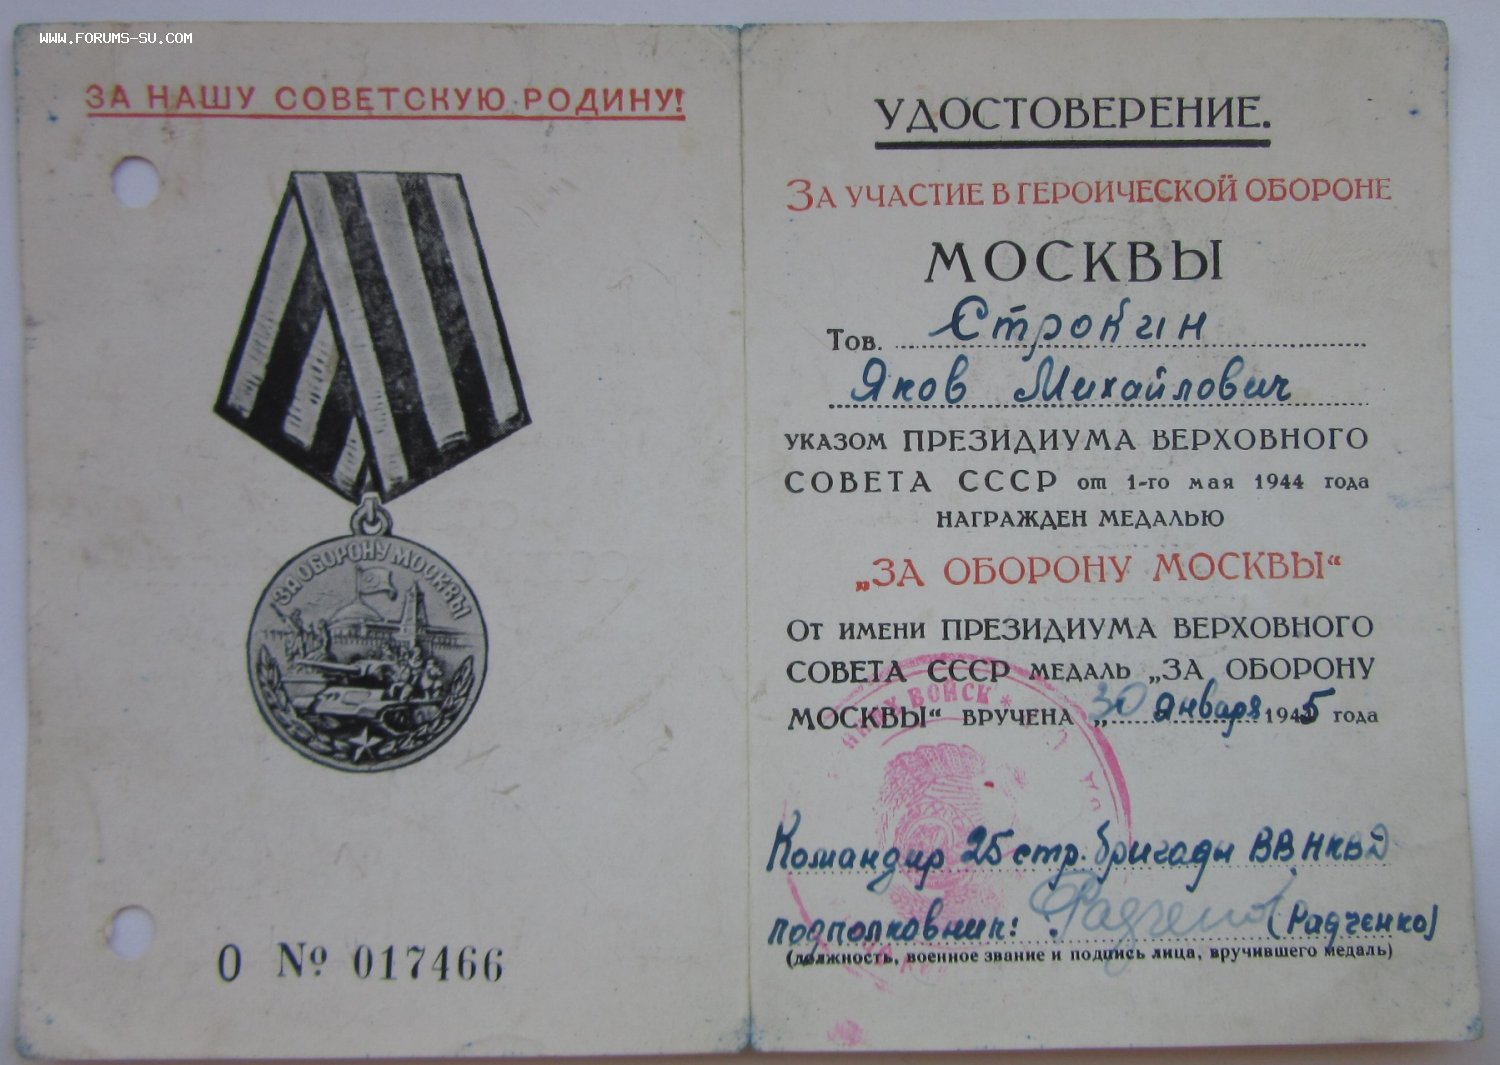 WWW.FORUMS-SU.COM
ЗА НАШУ СОВЕТСКУЮ РОДИНУ!
ЗА ОБОРОНУ МОСКВЫ
О № 017466
УДОСТОВЕРЕНИЕ.
ЗА УЧАСТИЕ В ГЕРОИЧЕСКОЙ ОБОРОНЕ
МОСКВЫ
Тов. Строкин
Яков Михайлович
УКАЗОМ ПРЕЗИДИУМА ВЕРХОВНОГО
СОВЕТА СССР от 1-го мая 1944 года
НАГРАЖДЕН МЕДАЛЬЮ
„ЗА ОБОРОНУ МОСКВЫ“
ОТ ИМЕНИ ПРЕЗИДИУМА ВЕРХОВНОГО
СОВЕТА СССР МЕДАЛЬ „ЗА ОБОРОНУ
МОСКВЫ“ ВРУЧЕНА „30 января 1945 года
ВОЙСК *
Командир 25 стр. бригады ВВ НКВД
подполковник: Радченко (Радченко)
(должность, военное звание и подпись лица, вручившего медаль)